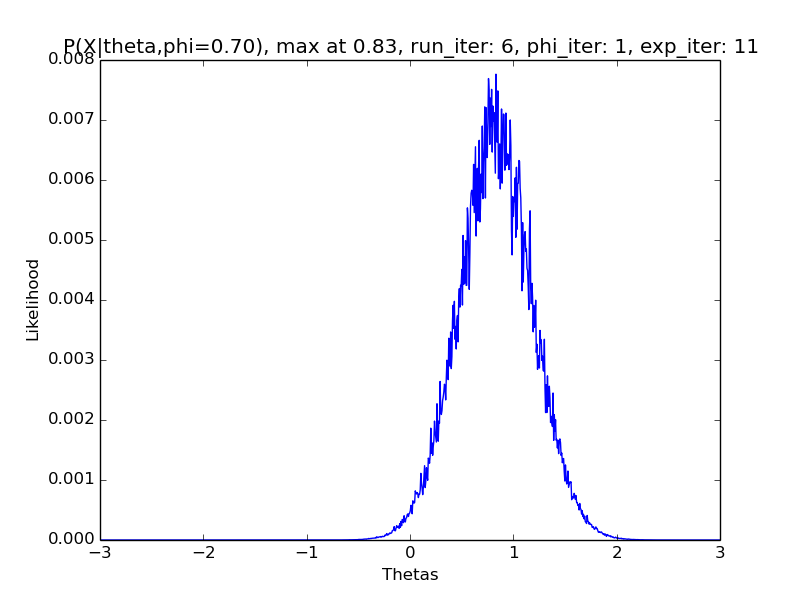 P(X|theta,phi=0.70), max at 0.83, run_iter: 6, phi_iter: 1, exp_iter: 11
0.008
0.007
0.006
0.005
0.004
0.003
0.002
0.001
0.000
Likelihood
−3 −2 −1 0 1 2 3
Thetas